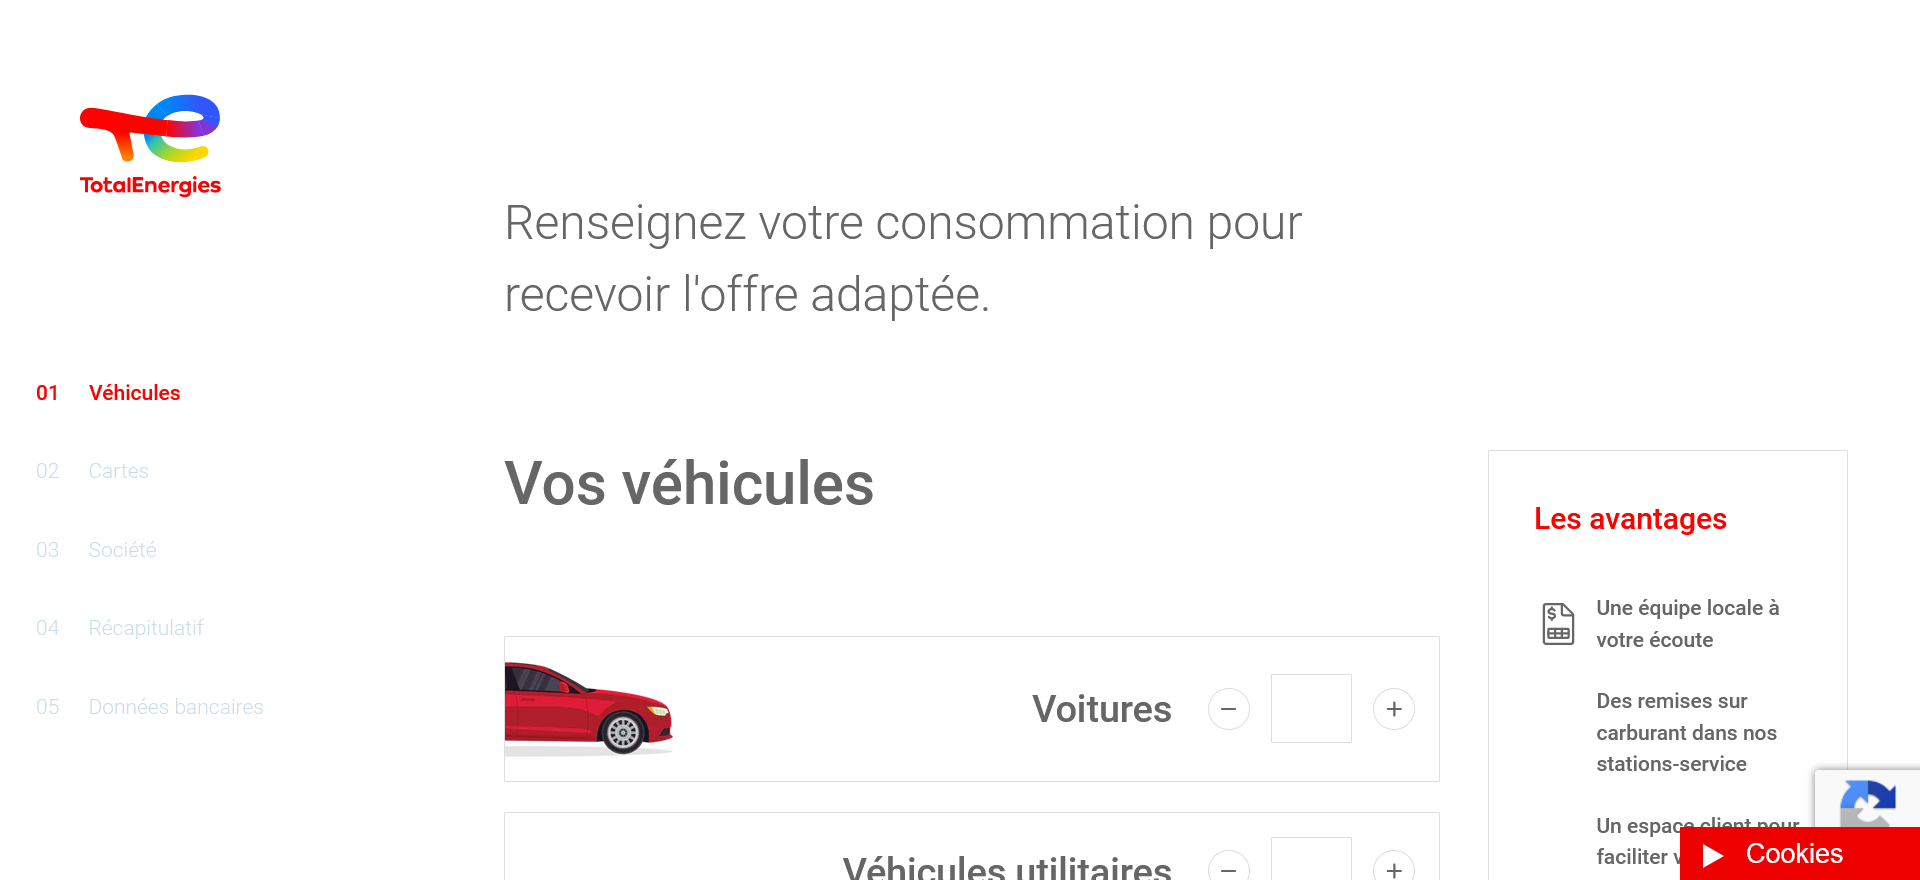 TotalEnergies
Renseignez votre consommation pour
recevoir l'offre adaptée.
01 Véhicules
02 Cartes
03 Société
04 Récapitulatif
05 Données bancaires
Vos véhicules
Voitures
Véhicules utilitaires
Les avantages
Une équipe locale à
votre écoute
Des remises sur
carburant dans nos
stations-service
Un espace client pour
faciliter
Cookies